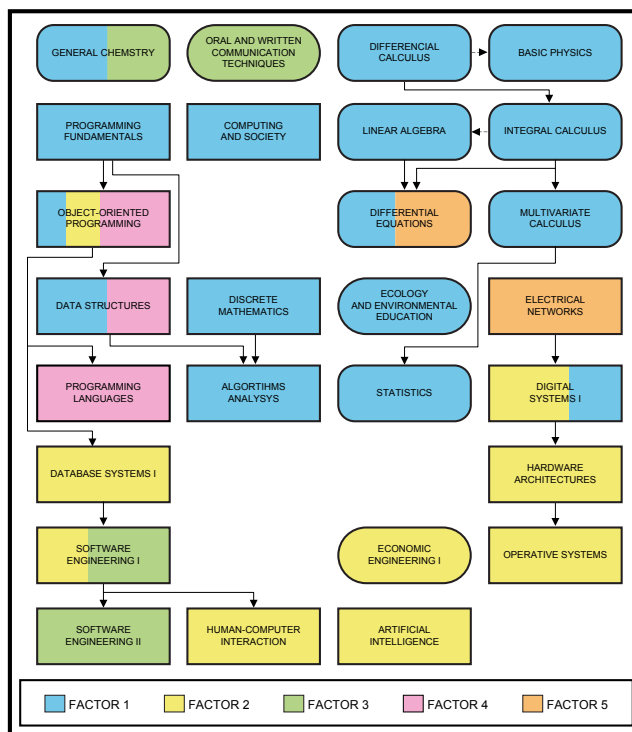 GENERAL CHEMSTRY
ORAL AND WRITTEN
COMMUNICATION
TECHNIQUES
DIFFERENCIAL
CALCULUS
BASIC PHYSICS
PROGRAMMING
FUNDAMENTALS
COMPUTING
AND SOCIETY
LINEAR ALGEBRA
INTEGRAL CALCULUS
OBJECT-ORIENTED
PROGRAMMING
DIFFERENTIAL
EQUATIONS
MULTIVARIATE
CALCULUS
DATA STRUCTURES
DISCRETE
MATHEMATICS
ECOLOGY
AND ENVIRONMENTAL
EDUCATION
ELECTRICAL
NETWORKS
PROGRAMMING
LANGUAGES
ALGORTIHMS
ANALYSYS
STATISTICS
DIGITAL
SYSTEMS I
DATABASE SYSTEMS I
HARDWARE
ARCHITECTURES
SOFTWARE
ENGINEERING I
ECONOMIC
ENGINEERING I
OPERATIVE SYSTEMS
SOFTWARE
ENGINEERING II
HUMAN-COMPUTER
INTERACTION
ARTIFICIAL
INTELLIGENCE
FACTOR 1
FACTOR 2
FACTOR 3
FACTOR 4
FACTOR 5